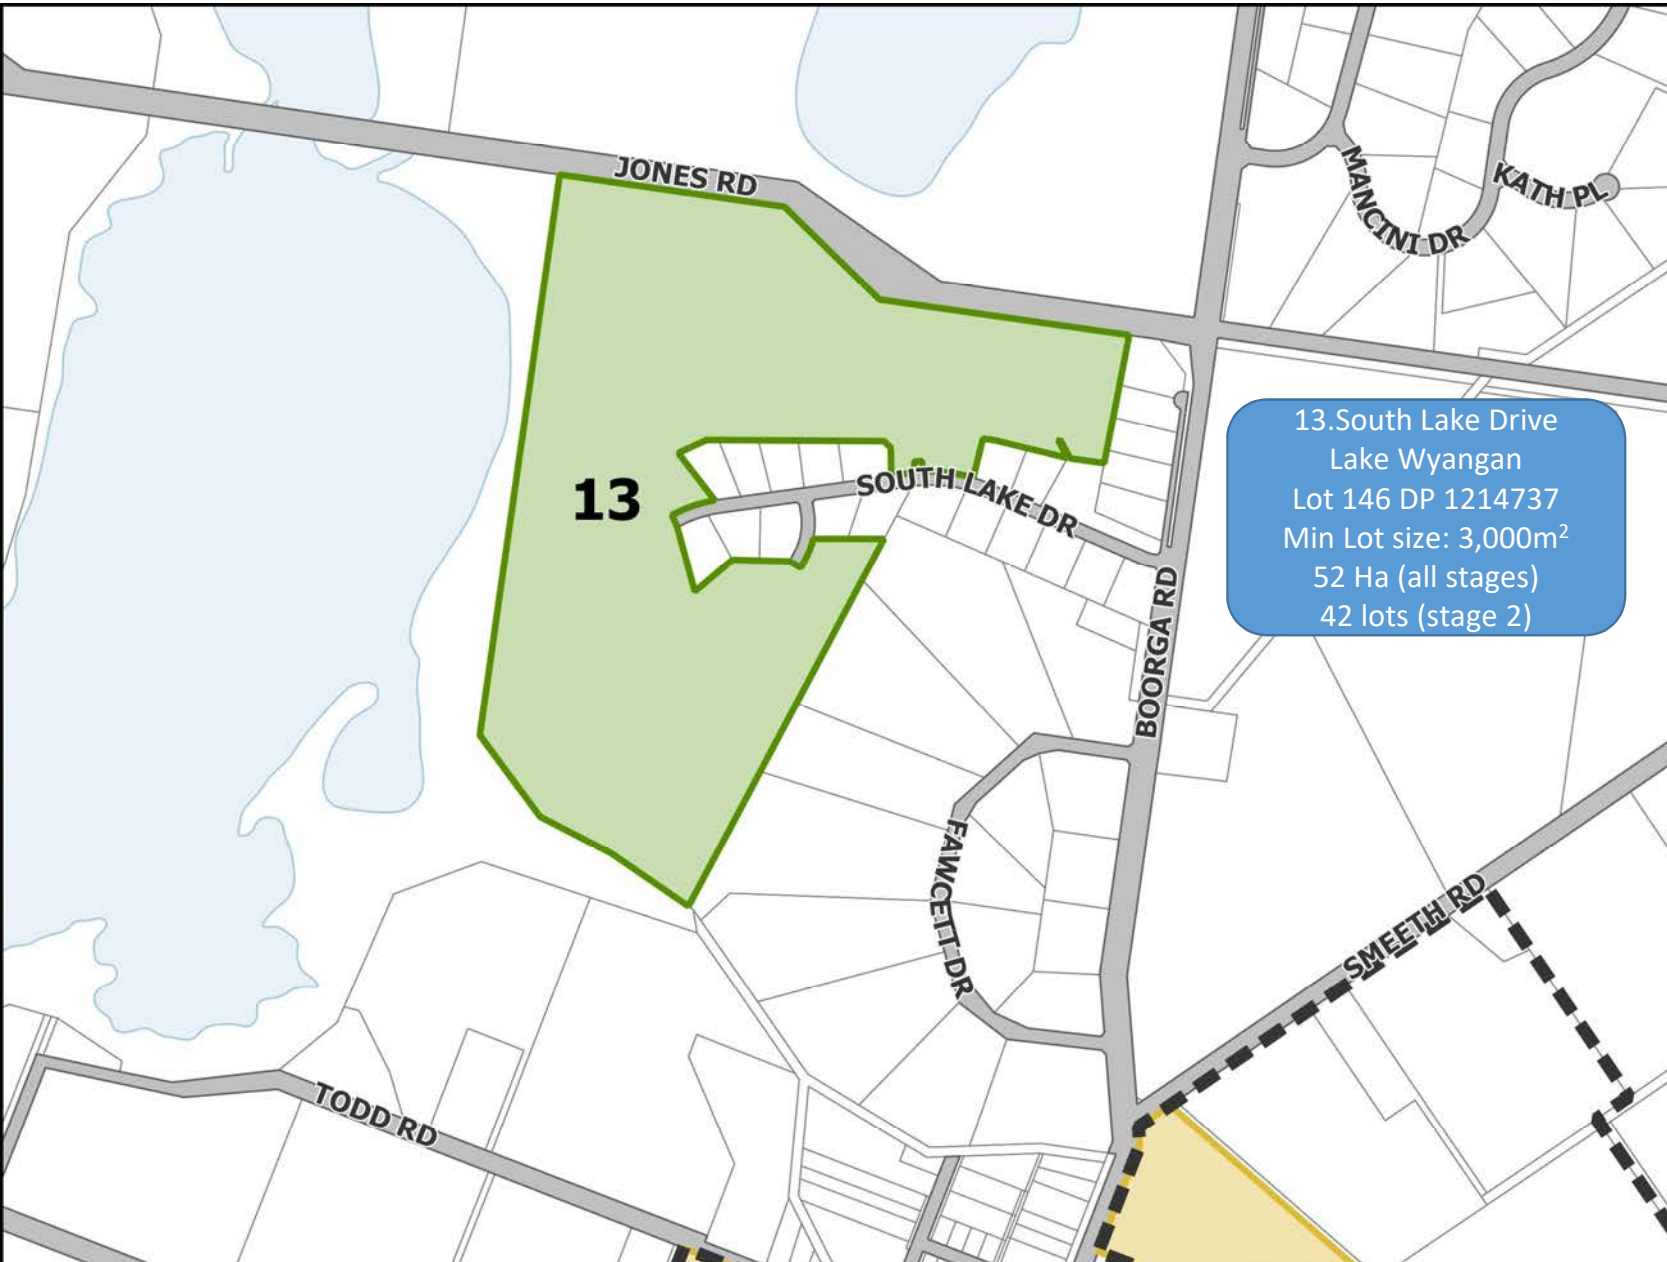 JONES RD
MANCINI DR
KATH PL
13.South Lake Drive
Lake Wyangan
Lot 146 DP 1214737
Min Lot size: 3,000m²
52 Ha (all stages)
42 lots (stage 2)
13
SOUTH LAKE DR
BOORGA RD
FAWCETT DR
SMEETH RD
TODD RD